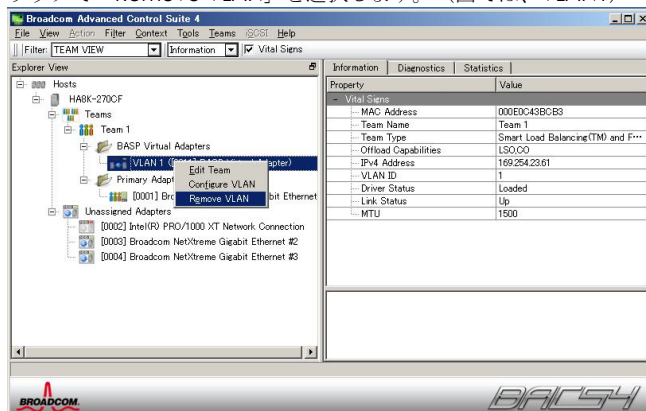 Broadcom Advanced Control Suite 4
File View Action Filter Context Tools Teams iSCSI Help
Filter: TEAM VIEW Information Vital Signs
Explorer View
Hosts
HABK-270CF
Teams
Team 1
BASP Virtual Adapters
VLAN 1 ([0011] BASP Virtual Adapter)
Edit Team
Configure VLAN
Remove VLAN
Primary Adapt
[0001] Bro
bit Ethernet
Unassigned Adapters
[0002] Intel(R) PRO/1000 XT Network Connection
[0003] Broadcom NetXtreme Gigabit Ethernet #2
[0004] Broadcom NetXtreme Gigabit Ethernet #3
Information Diagnostics Statistics
Property Value
Vital Signs
MAC Address 000E0C43BCB3
Team Name Team 1
Team Type Smart Load Balancing(TM) and F…
Offload Capabilities LSO,CO
IPv4 Address 169.254.23.61
VLAN ID 1
Driver Status Loaded
Link Status Up
MTU 1500
BROADCOM.
BACS4